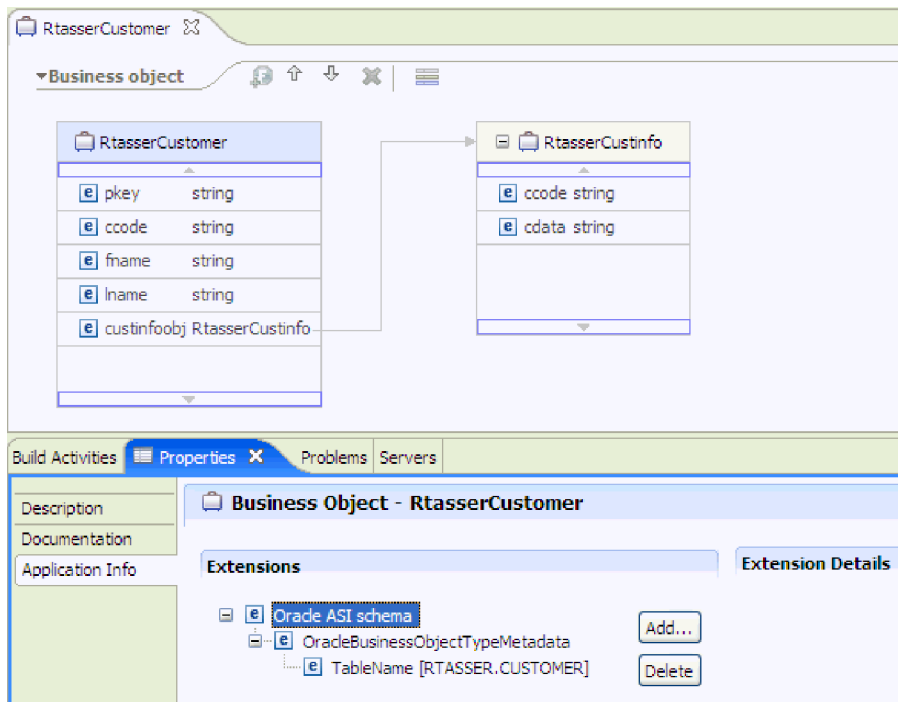 RtasserCustomer
Business object
RtasserCustomer
pkey string
ccode string
fname string
lname string
custinfoobj RtasserCustinfo
RtasserCustinfo
ccode string
cdata string
Build Activities Properties Problems Servers
Description
Documentation
Application Info
Business Object - RtasserCustomer
Extensions
Extension Details
Oracle ASI schema
OracleBusinessObjectTypeMetadata
TableName [RTASSER.CUSTOMER]
Add...
Delete